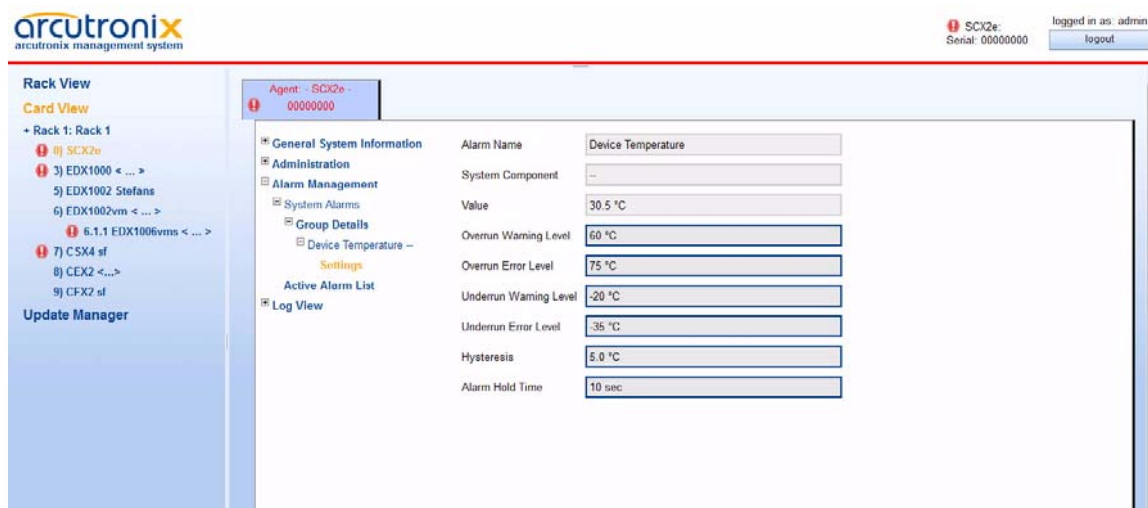 arcutronix
arcutronix management system
SCX2e:
Serial: 00000000
logged in as: admin
logout
Rack View
Card View
+ Rack 1: Rack 1
0) SCX2e
3) EDX1000 < ... >
5) EDX1002 Stefans
6) EDX1002vm < ... >
6.1.1 EDX1006vms < ... >
7) CSX4 sf
8) CEX2 <...>
9) CFX2 sf
Update Manager
Agent: - SCX2e -
00000000
General System Information
Administration
Alarm Management
System Alarms
Group Details
Device Temperature --
Settings
Active Alarm List
Log View
Alarm Name Device Temperature
System Component --
Value 30.5 °C
Overrun Warning Level 60 °C
Overrun Error Level 75 °C
Underrun Warning Level -20 °C
Underrun Error Level -35 °C
Hysteresis 5.0 °C
Alarm Hold Time 10 sec